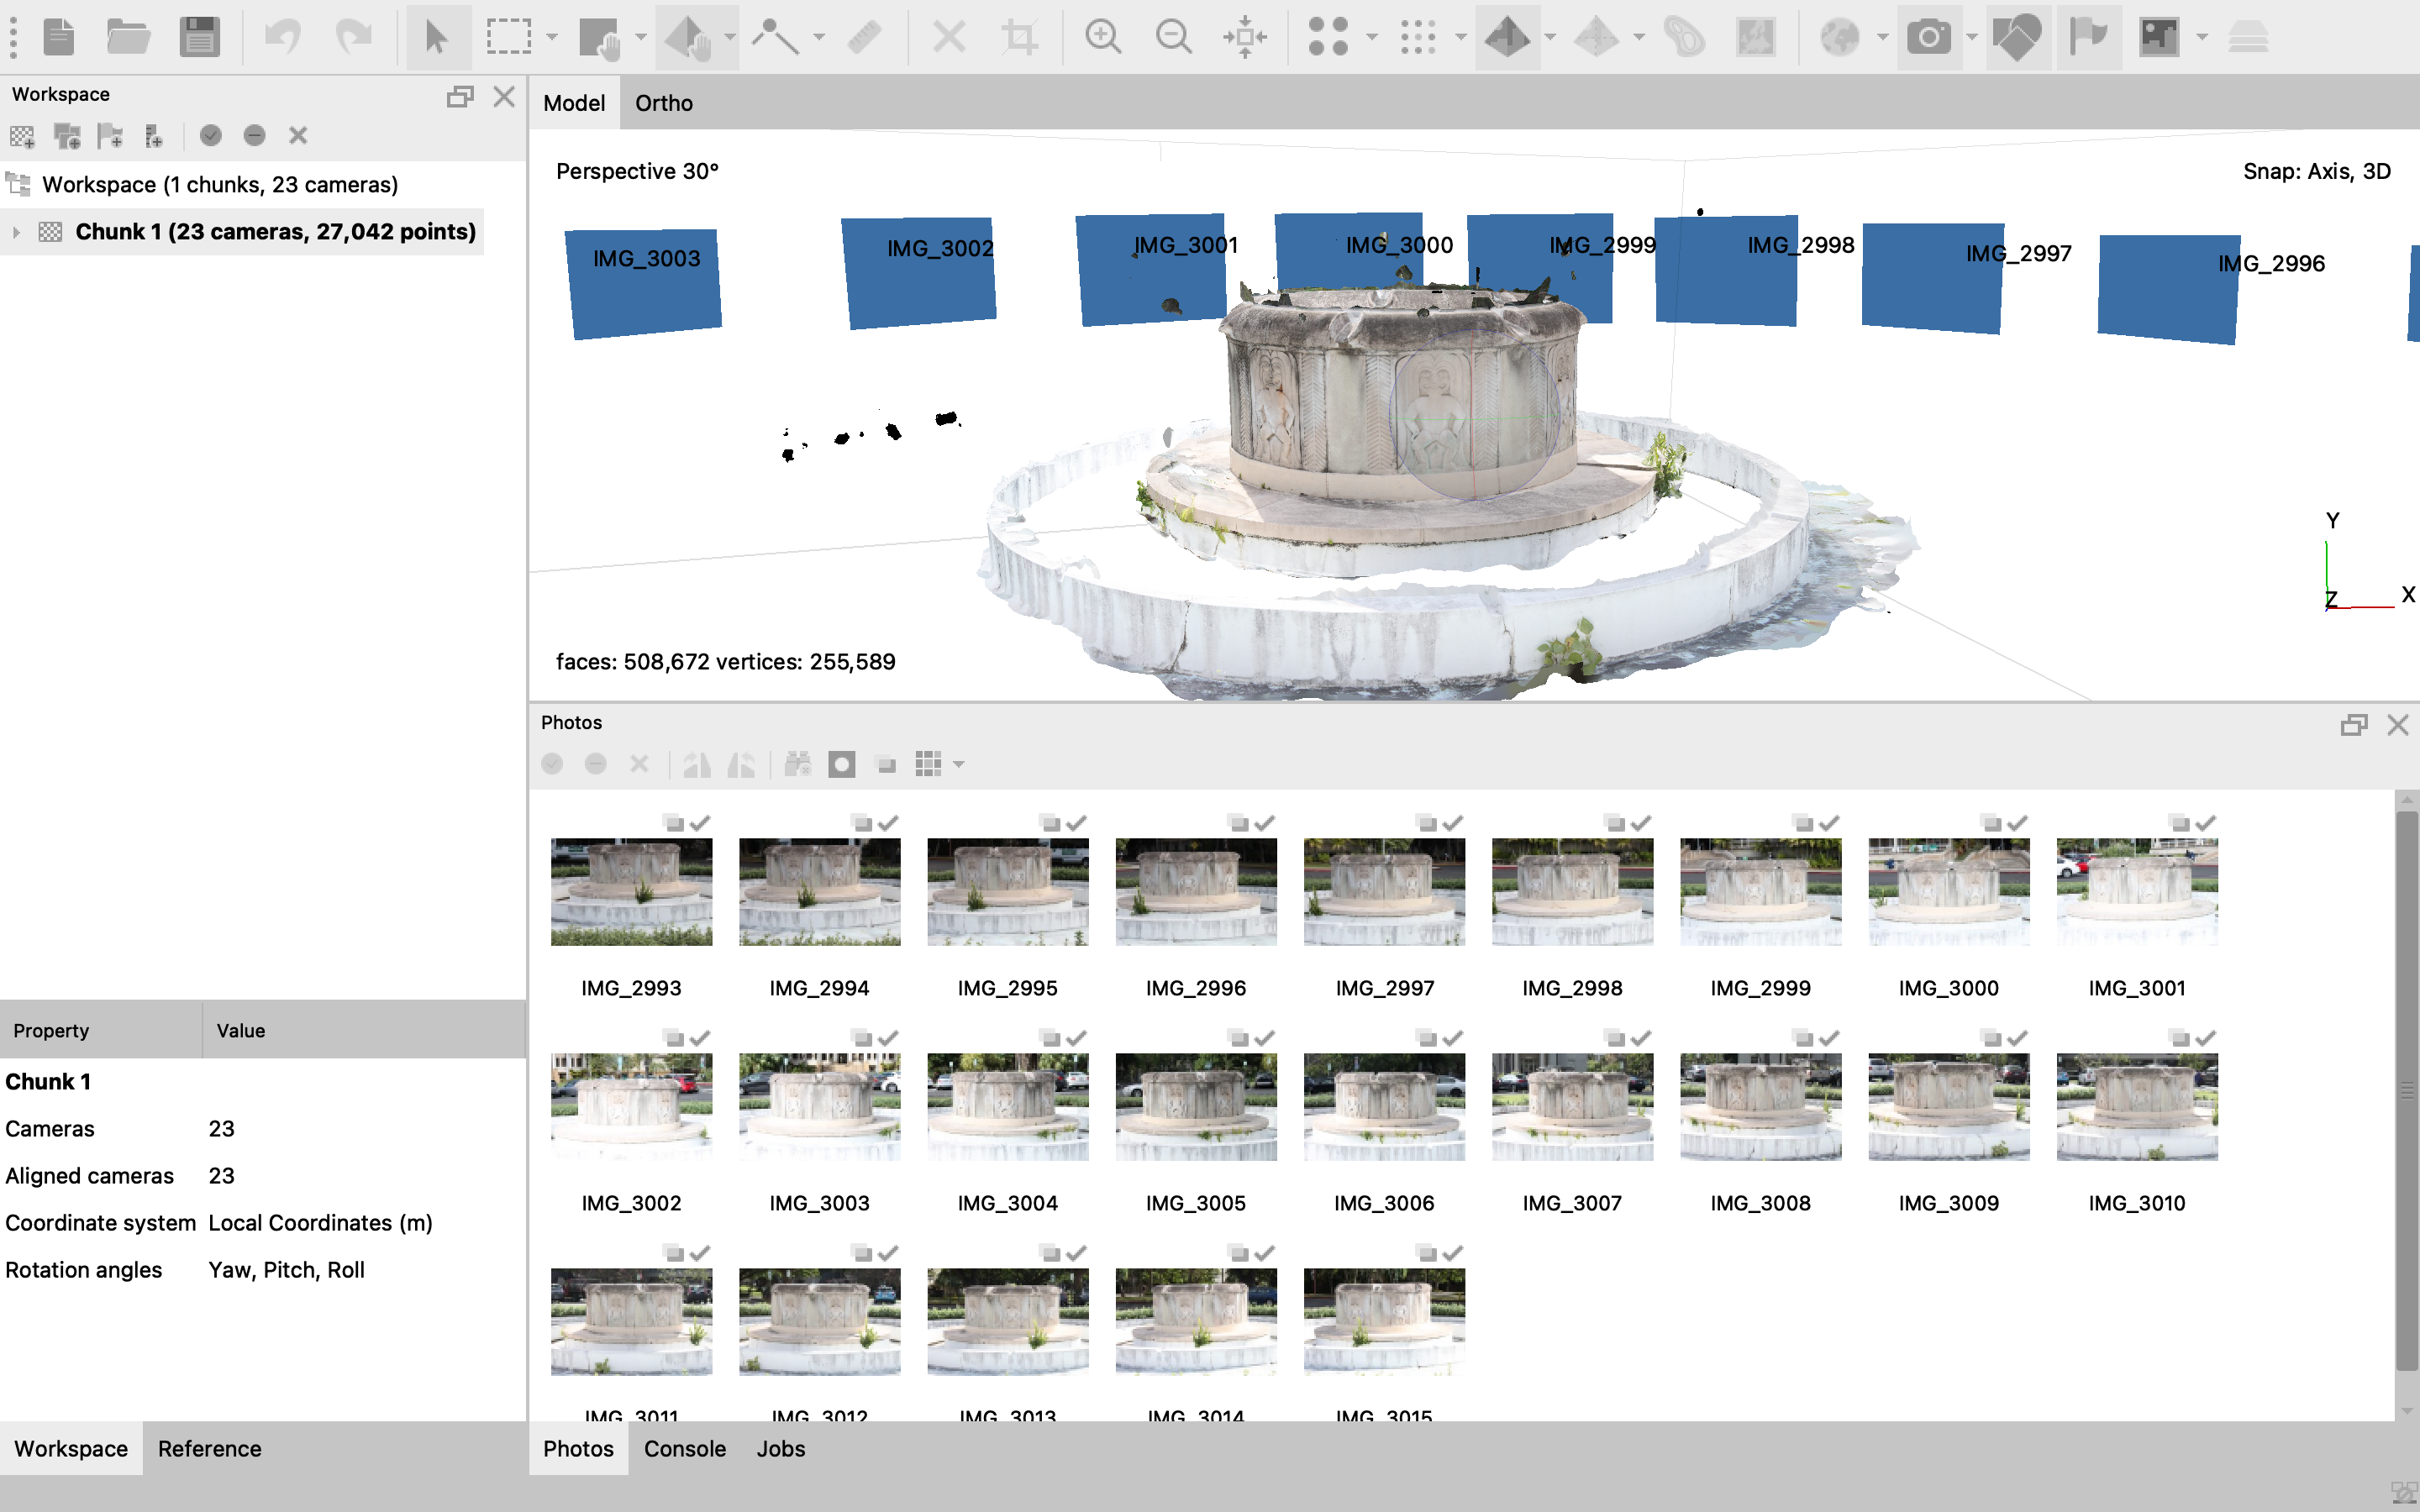 Workspace
Workspace (1 chunks, 23 cameras)
Chunk 1 (23 cameras, 27,042 points)
Property Value
Chunk 1
Cameras 23
Aligned cameras 23
Coordinate system Local Coordinates (m)
Rotation angles Yaw, Pitch, Roll
Workspace Reference
Model Ortho
Perspective 30°
Snap: Axis, 3D
IMG_3003 IMG_3002 IMG_3001 IMG_3000 IMG_2999 IMG_2998 IMG_2997 IMG_2996
Y
Z X
faces: 508,672 vertices: 255,589
Photos
IMG_2993 IMG_2994 IMG_2995 IMG_2996 IMG_2997 IMG_2998 IMG_2999 IMG_3000 IMG_3001
IMG_3002 IMG_3003 IMG_3004 IMG_3005 IMG_3006 IMG_3007 IMG_3008 IMG_3009 IMG_3010
IMG_3011 IMG_3012 IMG_3013 IMG_3014 IMG_3015
Photos Console Jobs